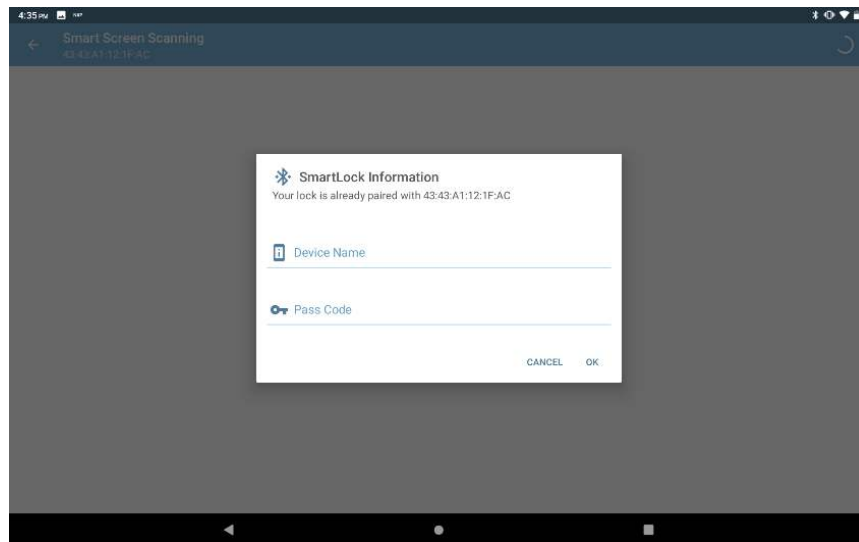 4:35 PM
Smart Screen Scanning
43:43:A1:12:1F:AC
SmartLock Information
Your lock is already paired with 43:43:A1:12:1F:AC
Device Name
Pass Code
CANCEL OK